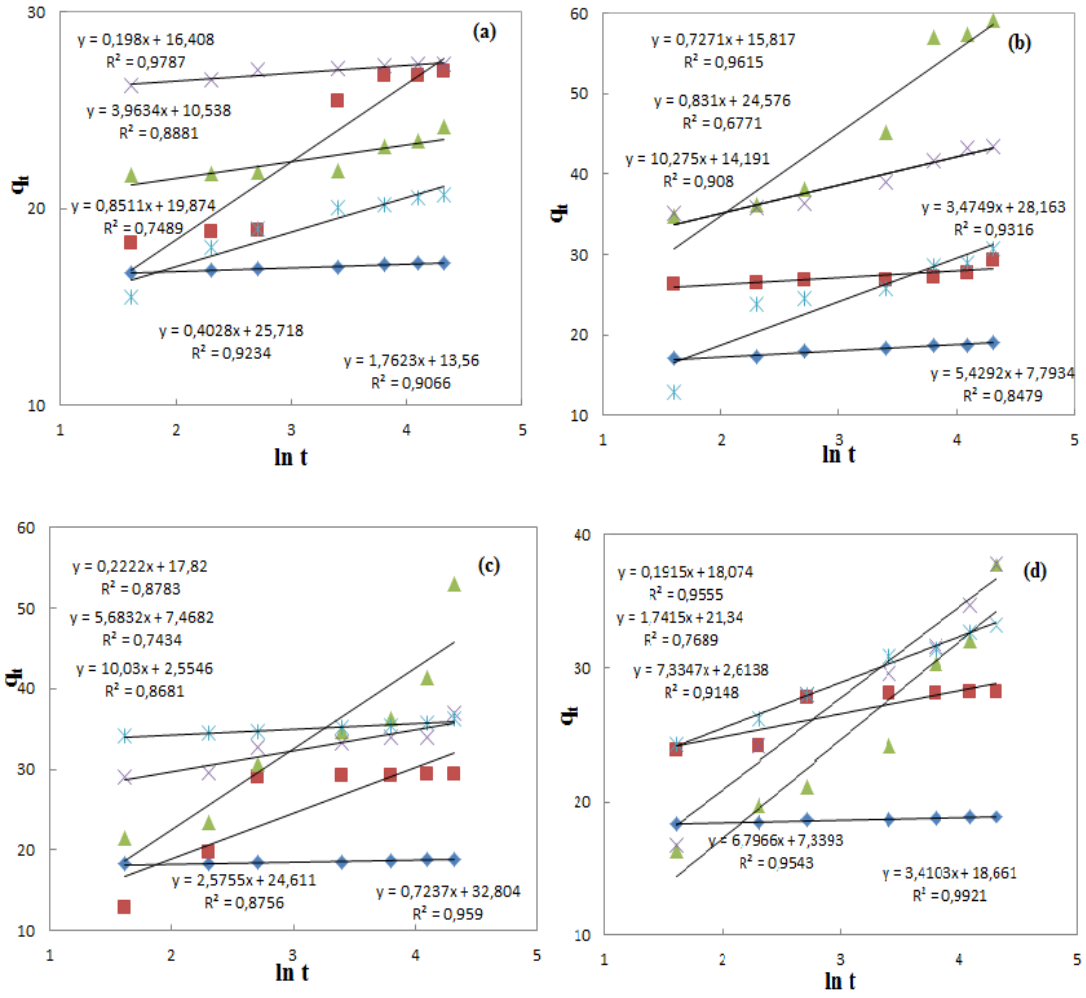 (a)
30
20
10
y = 0,198x + 16,408
R² = 0,9787
y = 3,9634x + 10,538
R² = 0,8881
y = 0,8511x + 19,874
R² = 0,7489
y = 0,4028x + 25,718
R² = 0,9234
y = 1,7623x + 13,56
R² = 0,9066
qt
1 2 3 4 5
ln t
(b)
60
50
40
30
20
10
y = 0,7271x + 15,817
R² = 0,9615
y = 0,831x + 24,576
R² = 0,6771
y = 10,275x + 14,191
R² = 0,908
y = 3,4749x + 28,163
R² = 0,9316
y = 5,4292x + 7,7934
R² = 0,8479
qt
1 2 3 4 5
ln t
(c)
60
50
40
30
20
10
y = 0,2222x + 17,82
R² = 0,8783
y = 5,6832x + 7,4682
R² = 0,7434
y = 10,03x + 2,5546
R² = 0,8681
y = 2,5755x + 24,611
R² = 0,8756
y = 0,7237x + 32,804
R² = 0,959
qt
1 2 3 4 5
ln t
(d)
40
30
20
10
y = 0,1915x + 18,074
R² = 0,9555
y = 1,7415x + 21,34
R² = 0,7689
y = 7,3347x + 2,6138
R² = 0,9148
y = 6,7966x + 7,3393
R² = 0,9543
y = 3,4103x + 18,661
R² = 0,9921
qt
1 2 3 4 5
ln t